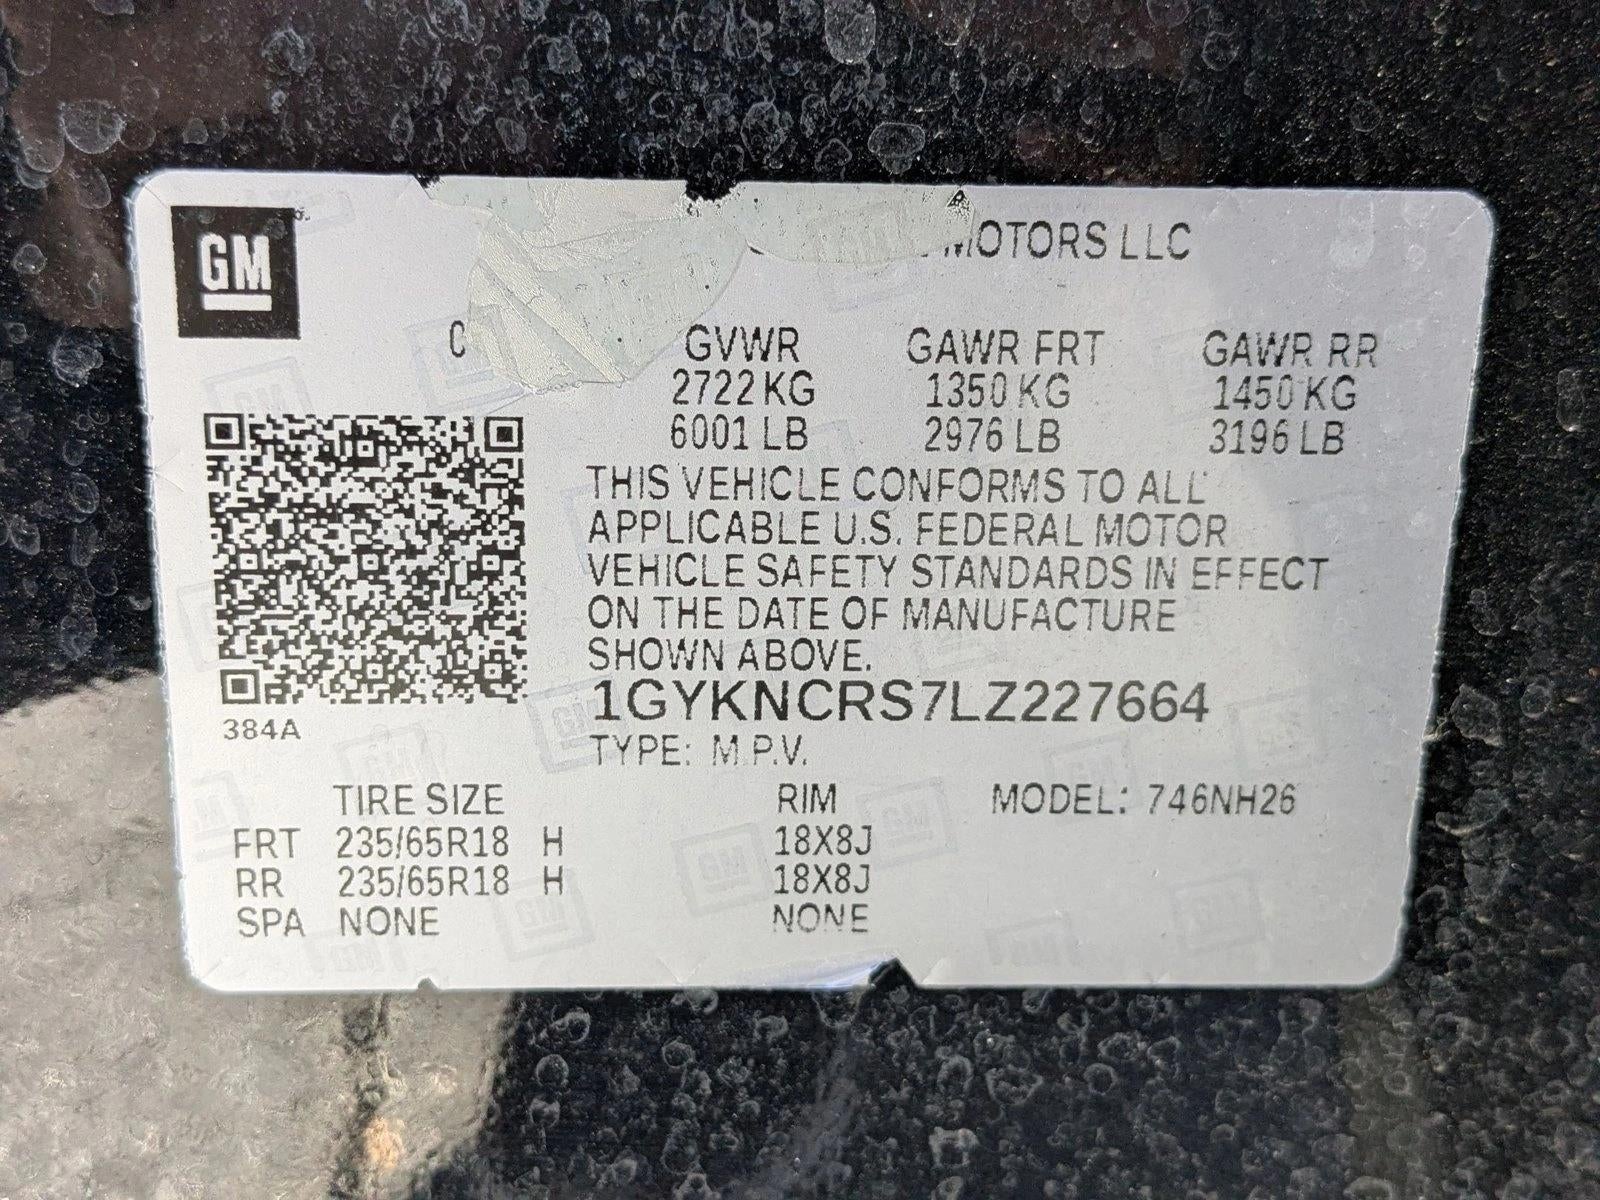 GM
MOTORS LLC
GVWR GAWR FRT GAWR RR
2722 KG 1350 KG 1450 KG
6001 LB 2976 LB 3196 LB
THIS VEHICLE CONFORMS TO ALL
APPLICABLE U.S. FEDERAL MOTOR
VEHICLE SAFETY STANDARDS IN EFFECT
ON THE DATE OF MANUFACTURE
SHOWN ABOVE.
1GYKNCRS7LZ227664
384A
TYPE: M.P.V.
TIRE SIZE RIM MODEL: 746NH26
FRT 235/65R18 H 18X8J
RR 235/65R18 H 18X8J
SPA NONE NONE